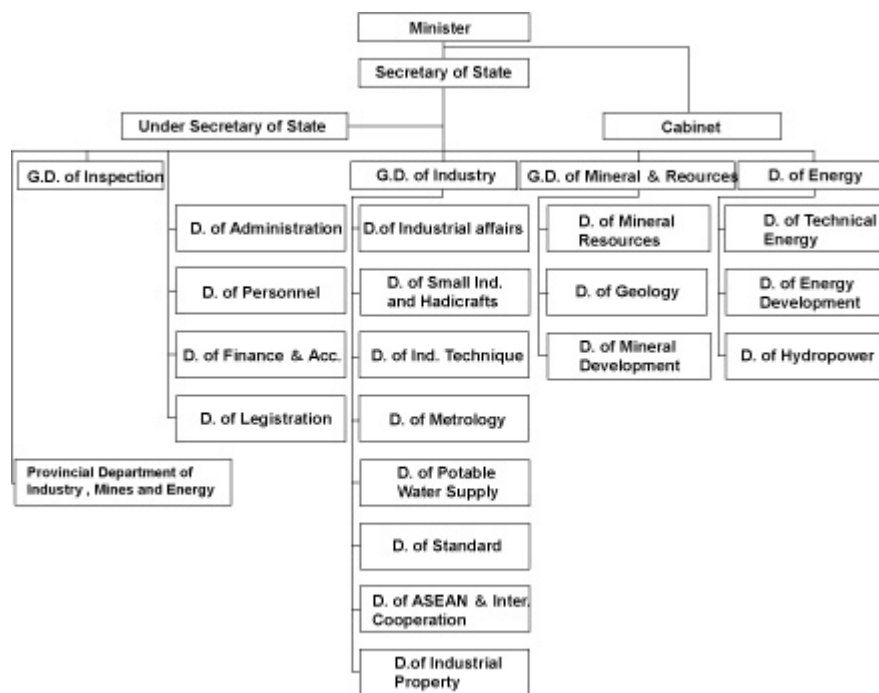 Minister
Secretary of State
Under Secretary of State
Cabinet
G.D. of Inspection
G.D. of Industry
G.D. of Mineral & Reources
D. of Energy
D. of Administration
D. of Personnel
D. of Finance & Acc.
D. of Legistration
Provincial Department of
Industry , Mines and Energy
D.of Industrial affairs
D. of Small Ind.
and Hadicrafts
D. of Ind. Technique
D. of Metrology
D. of Potable
Water Supply
D. of Standard
D. of ASEAN & Inter.
Cooperation
D.of Industrial
Property
D. of Mineral
Resources
D. of Geology
D. of Mineral
Development
D. of Technical
Energy
D. of Energy
Development
D. of Hydropower